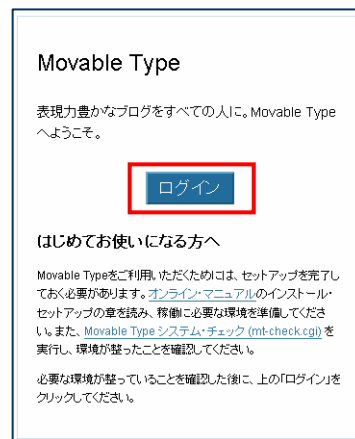 Movable Type
表現力豊かなブログをすべての人に。Movable Type
へようこそ。
ログイン
はじめてお使いになる方へ
Movable Typeをご利用いただくためには、セットアップを完了し
ておく必要があります。オンライン・マニュアルのインストール・
セットアップの章を読み、稼働に必要な環境を準備してくださ
い。また、Movable Type システム・チェック (mt-check.cgi) を
実行し、環境が整ったことを確認してください。
必要な環境が整っていることを確認した後に、上の「ログイン」を
クリックしてください。